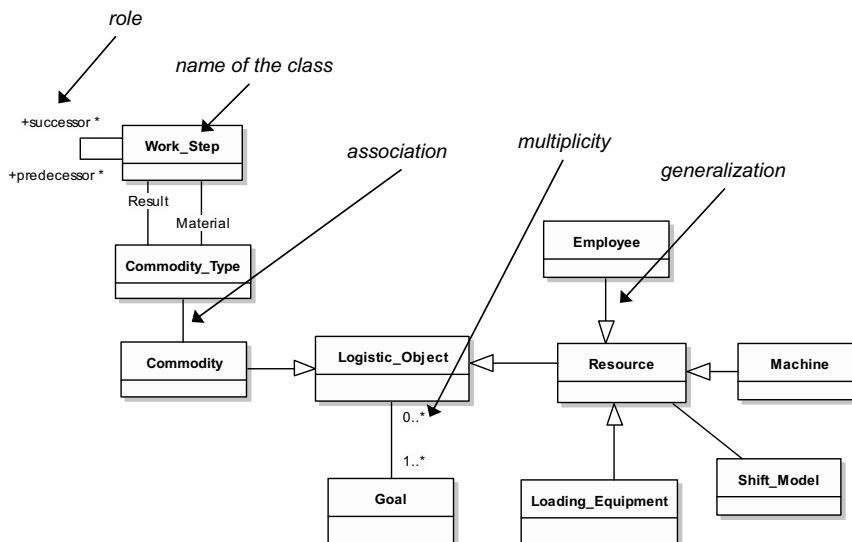 role
name of the class
+successor *
Work_Step
association
multiplicity
+predecessor *
generalization
Result
Material
Employee
Commodity_Type
Commodity
Logistic_Object
Resource
Machine
0..*
1..*
Goal
Loading_Equipment
Shift_Model